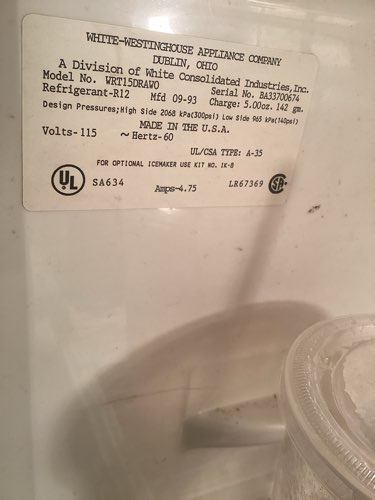 WHITE-WESTINGHOUSE APPLIANCE COMPANY
DUBLIN, OHIO
A Division of White Consolidated Industries, Inc.
Model No. WRT15DRAW0 Serial No. BA33700674
Refrigerant-R12 Mfd 09-93 Charge: 5.00oz. 142 gm.
Design Pressures;High Side 2068 kPa(300psi) Low Side 965 kPa(140psi)
MADE IN THE U.S.A.
Volts-115 ~Hertz-60
UL/CSA TYPE: A-35
FOR OPTIONAL ICEMAKER USE KIT NO. IK-8
UL SA634 Amps-4.75 LR67369 SA